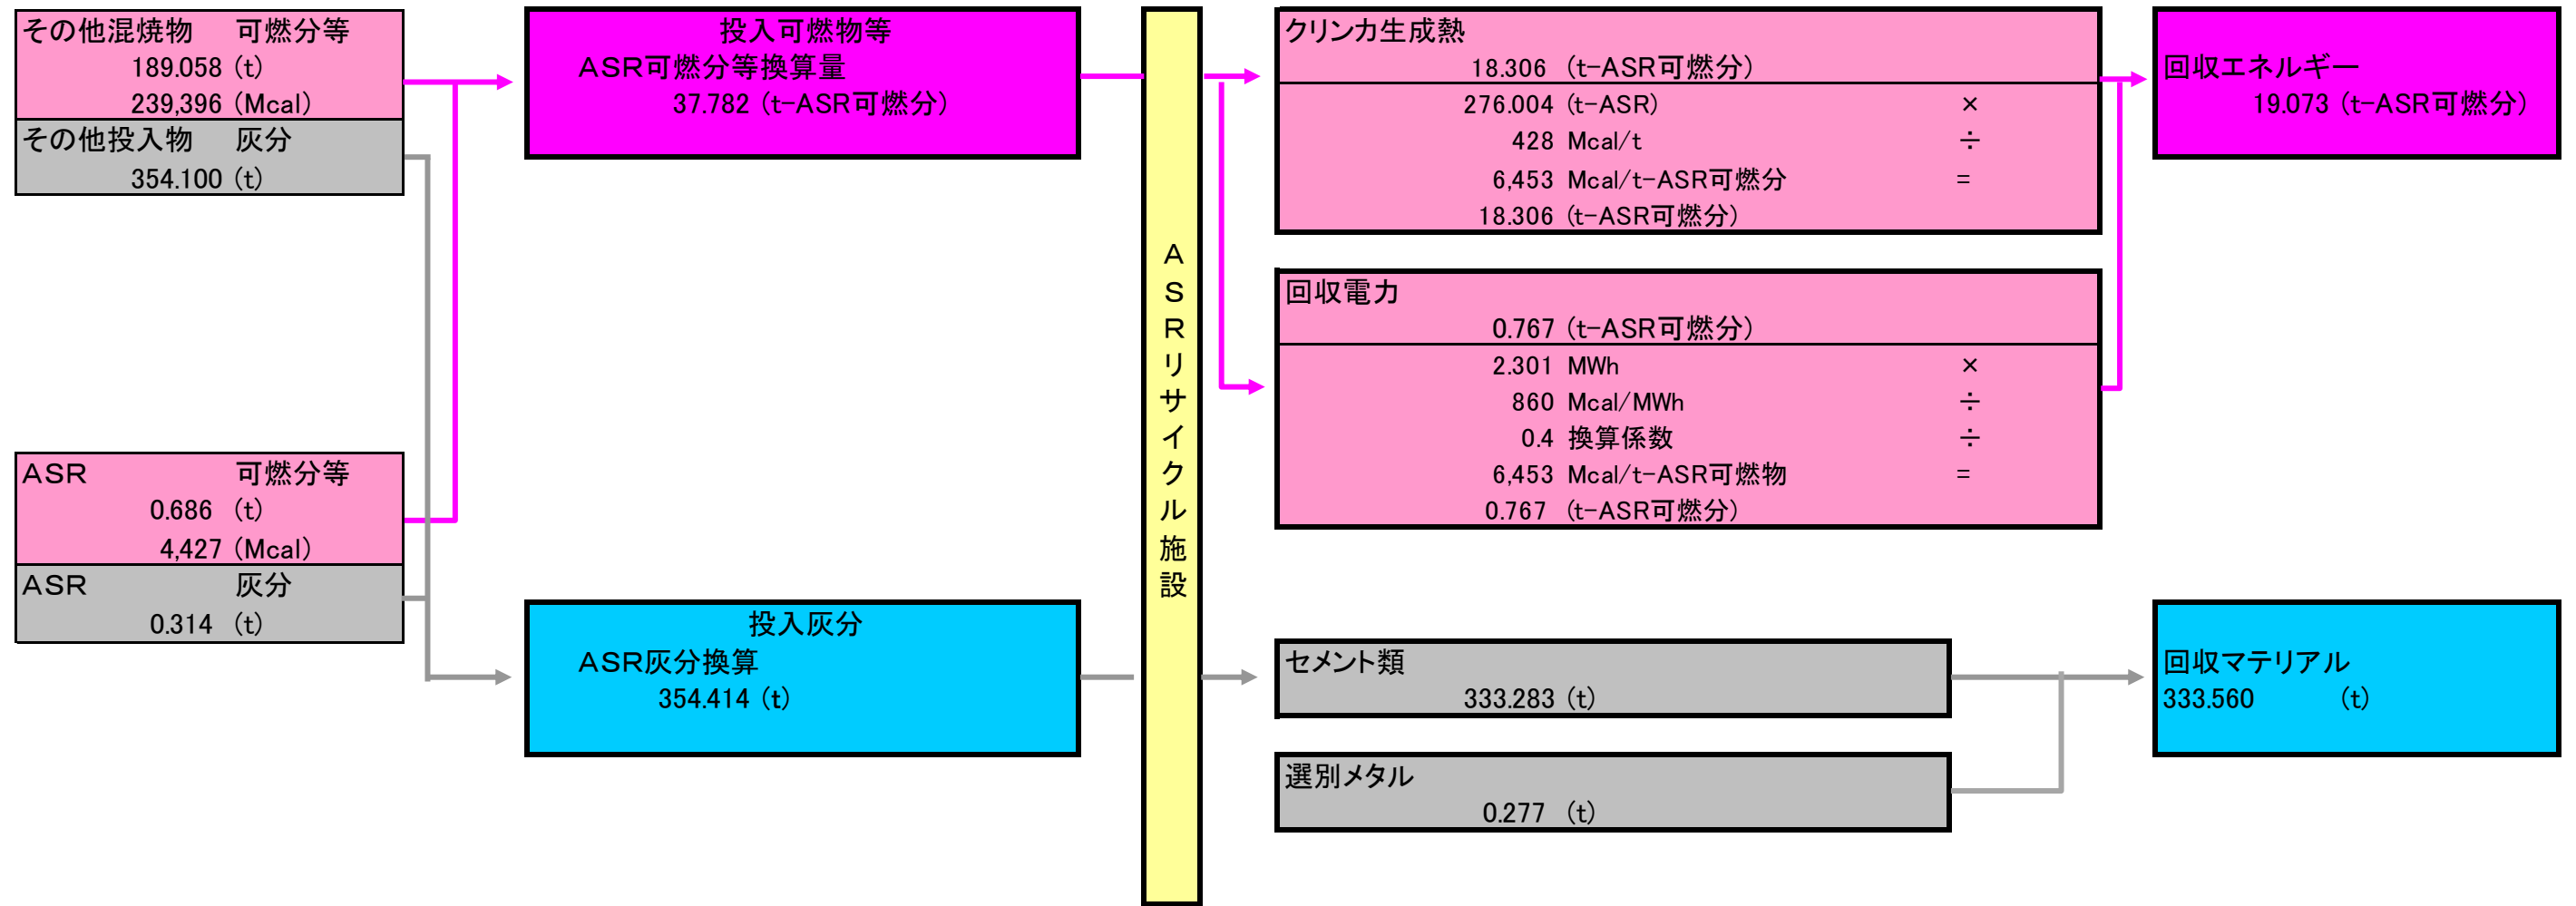 その他混焼物 可燃分等
189.058 (t)
239,396 (Mcal)
その他投入物 灰分
354.100 (t)
ASR 可燃分等
0.686 (t)
4,427 (Mcal)
ASR 灰分
0.314 (t)
投入可燃物等
ASR可燃分等換算量
37.782 (t-ASR可燃分)
投入灰分
ASR灰分換算
354.414 (t)
ASRリサイクル施設
クリンカ生成熱
18.306 (t-ASR可燃分)
276.004 (t-ASR) ×
428 Mcal/t ÷
6,453 Mcal/t-ASR可燃分 =
18.306 (t-ASR可燃分)
回収電力
0.767 (t-ASR可燃分)
2.301 MWh ×
860 Mcal/MWh ÷
0.4 換算係数 ÷
6,453 Mcal/t-ASR可燃物 =
0.767 (t-ASR可燃分)
セメント類
333.283 (t)
選別メタル
0.277 (t)
回収エネルギー
19.073 (t-ASR可燃分)
回収マテリアル
333.560 (t)